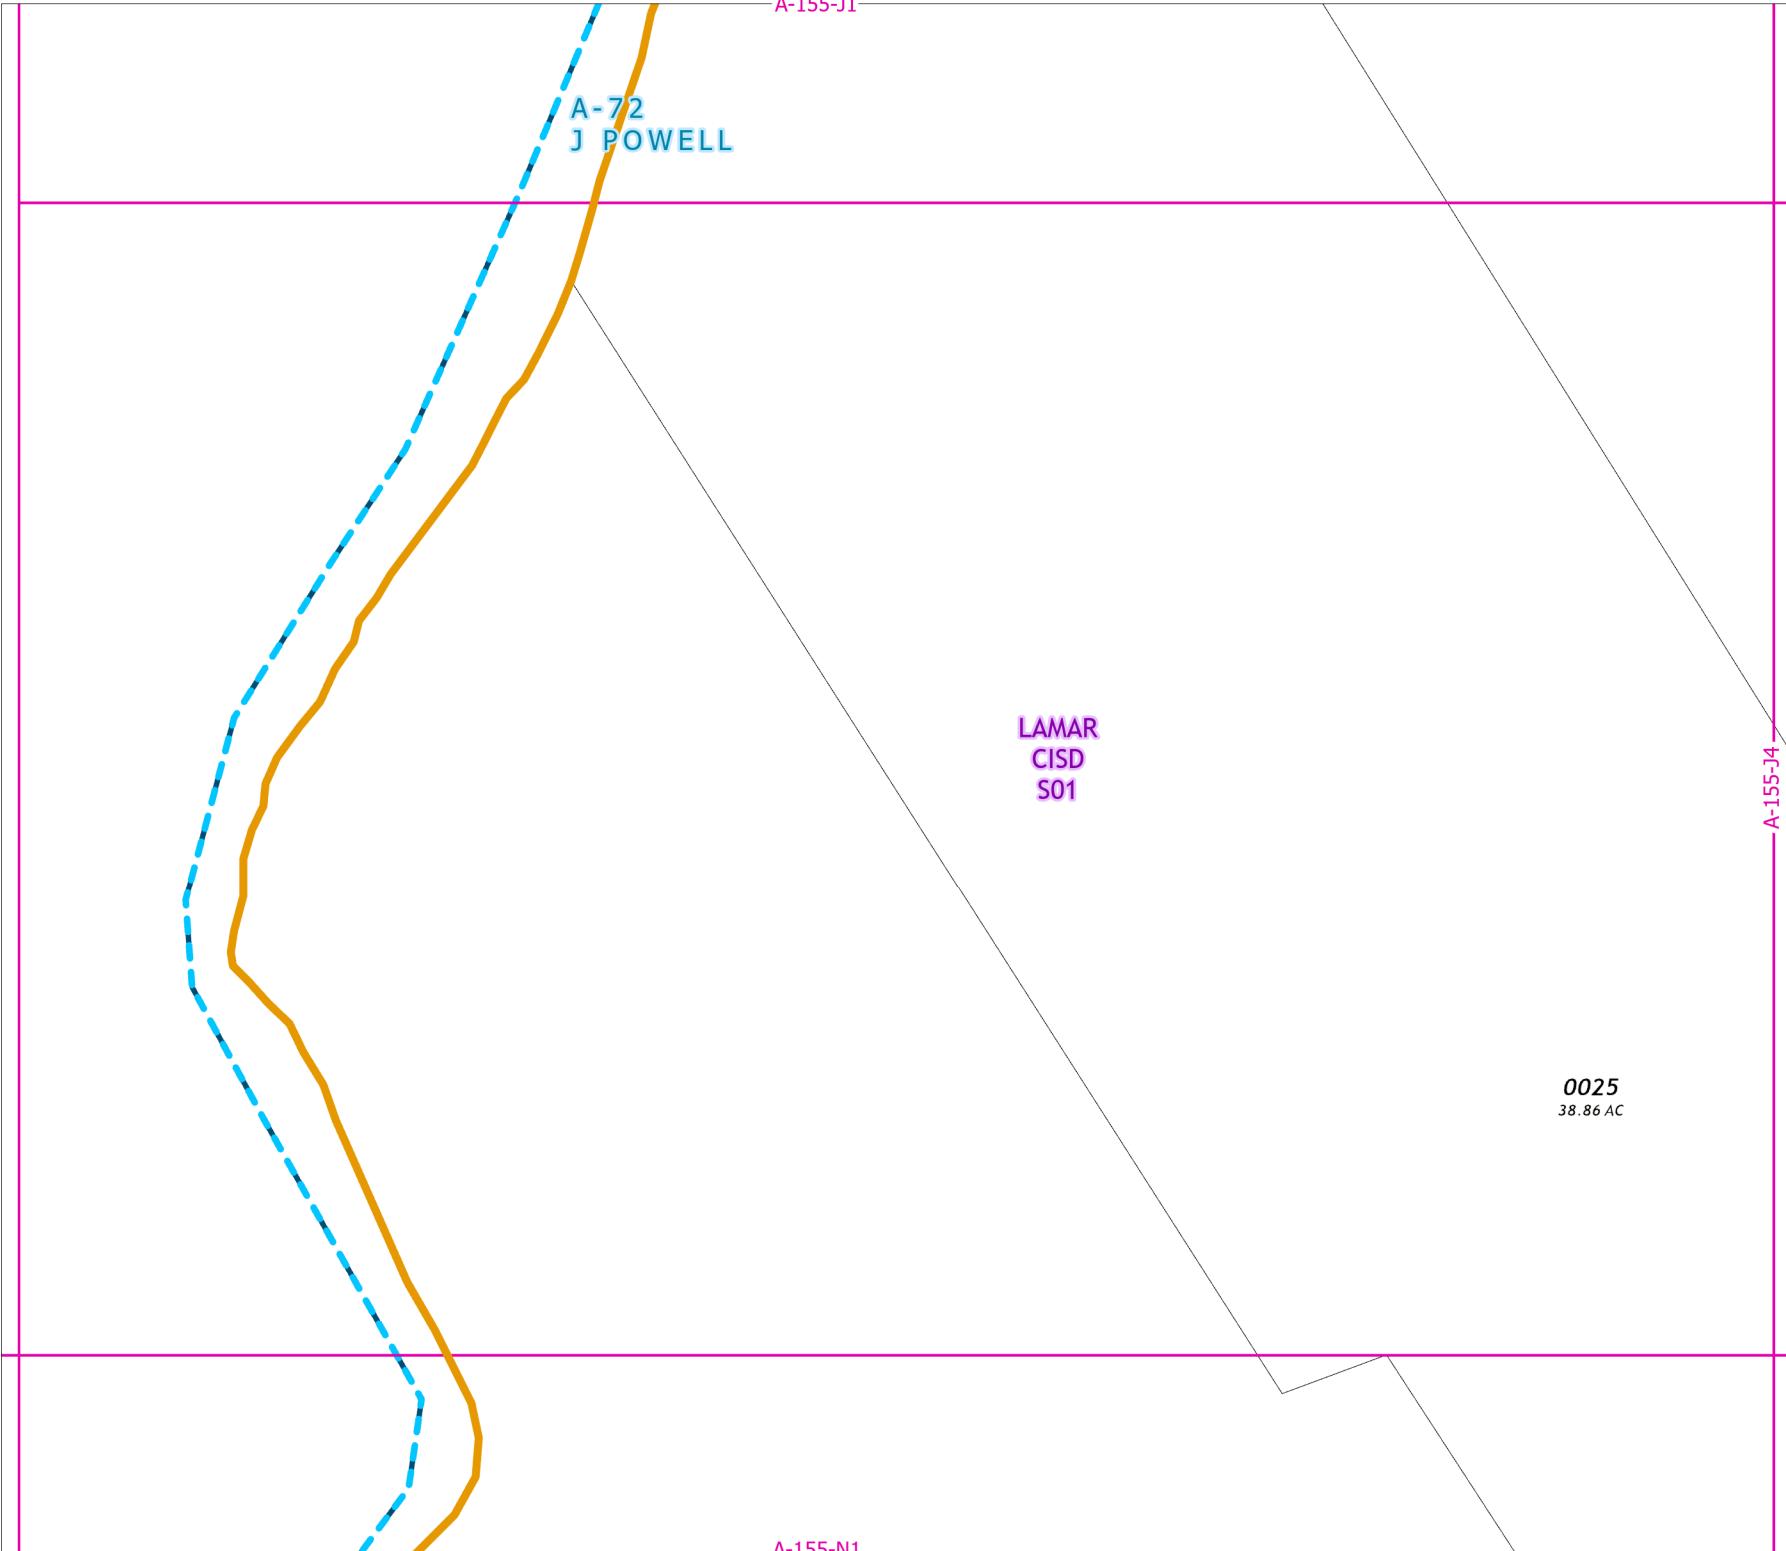 A-155-J1
A-72
J POWELL
LAMAR
CISD
S01
A-155-J4
0025
38.86 AC
A-155-N1